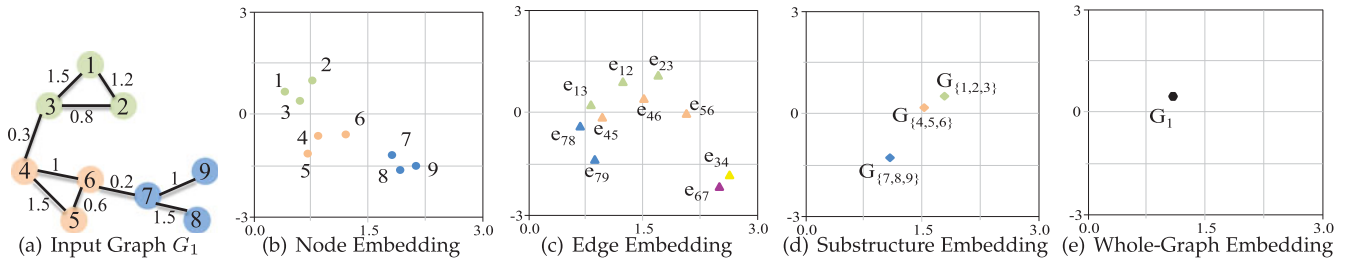 1
1.5
1.2
3
0.8
2
0.3
4
1
6
0.2
7
1
9
1.5
0.6
5
1.5
8
(a) Input Graph G₁
3
0
-3
0.0
1.5
3.0
1
2
3
4
6
5
7
8
9
(b) Node Embedding
3
0
-3
0.0
1.5
3.0
e₁₂
e₂₃
e₁₃
e₄₆
e₅₆
e₇₈
e₄₅
e₇₉
e₃₄
e₆₇
(c) Edge Embedding
3
0
-3
0.0
1.5
3.0
G{1,2,3}
G{4,5,6}
G{7,8,9}
(d) Substructure Embedding
3
0
-3
0.0
1.5
3.0
G₁
(e) Whole-Graph Embedding